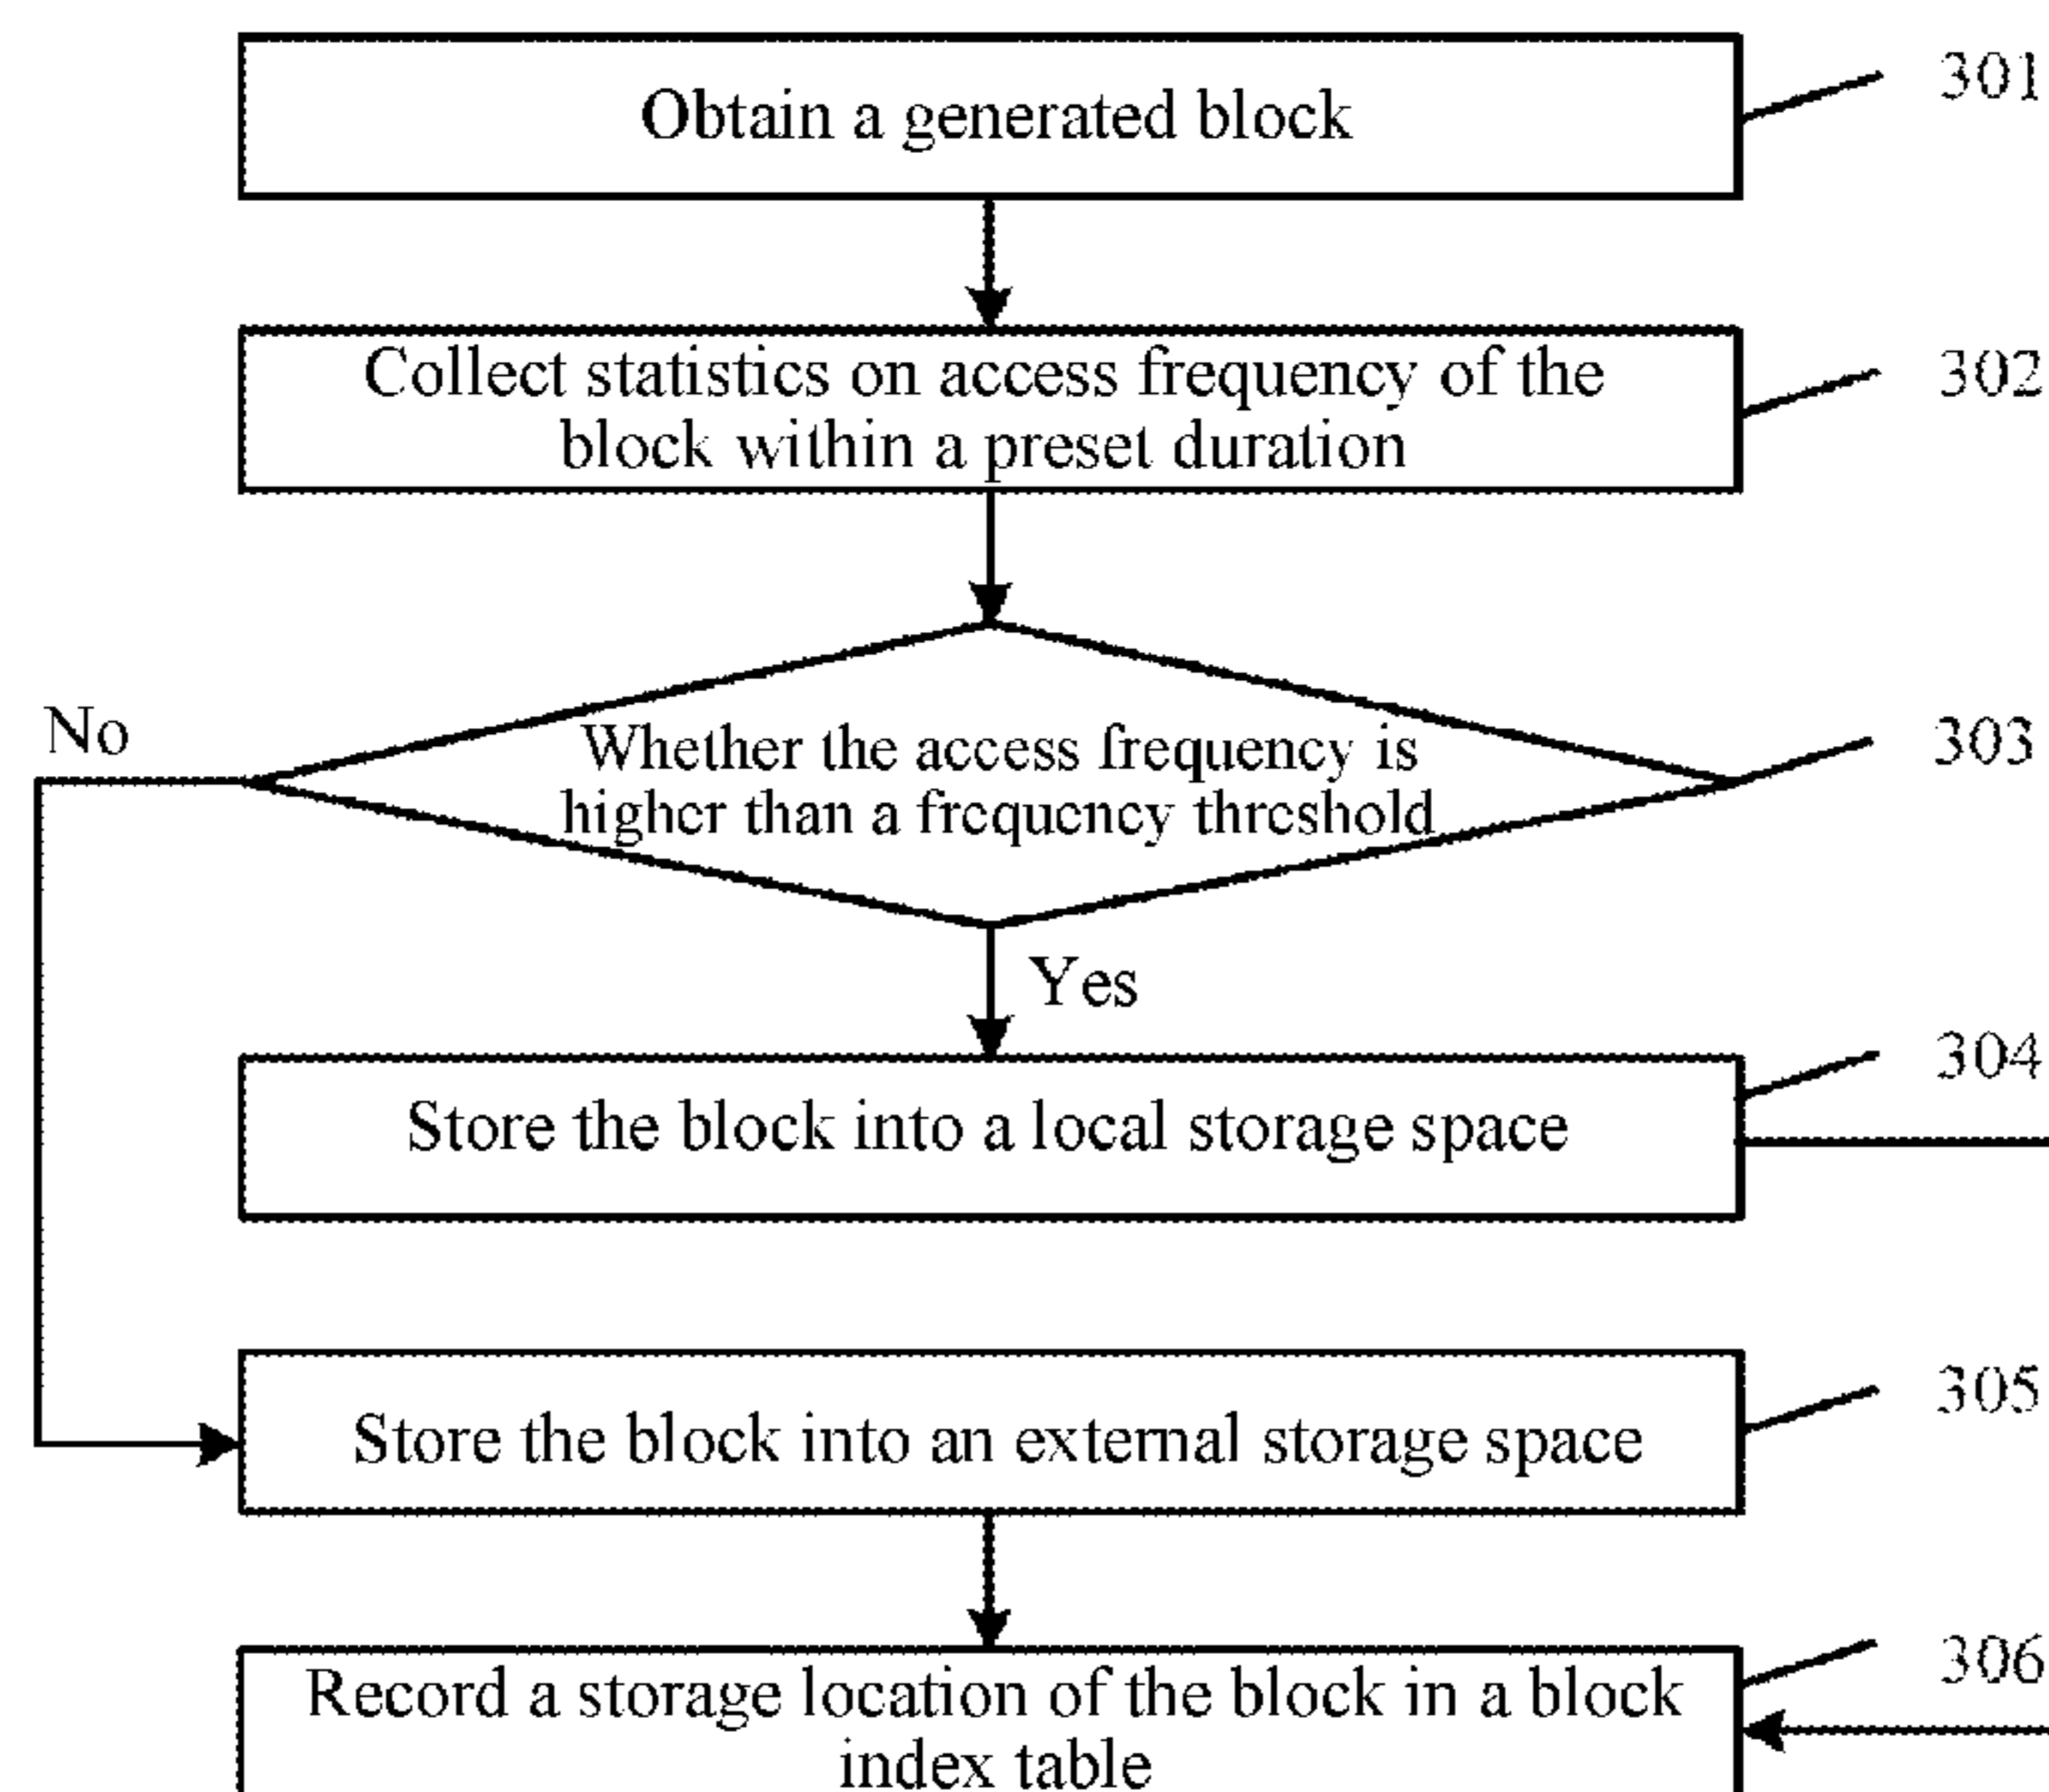 Obtain a generated block
301
Collect statistics on access frequency of the
block within a preset duration
302
No
Whether the access frequency is
higher than a frequency threshold
303
Yes
Store the block into a local storage space
304
Store the block into an external storage space
305
Record a storage location of the block in a block
index table
306